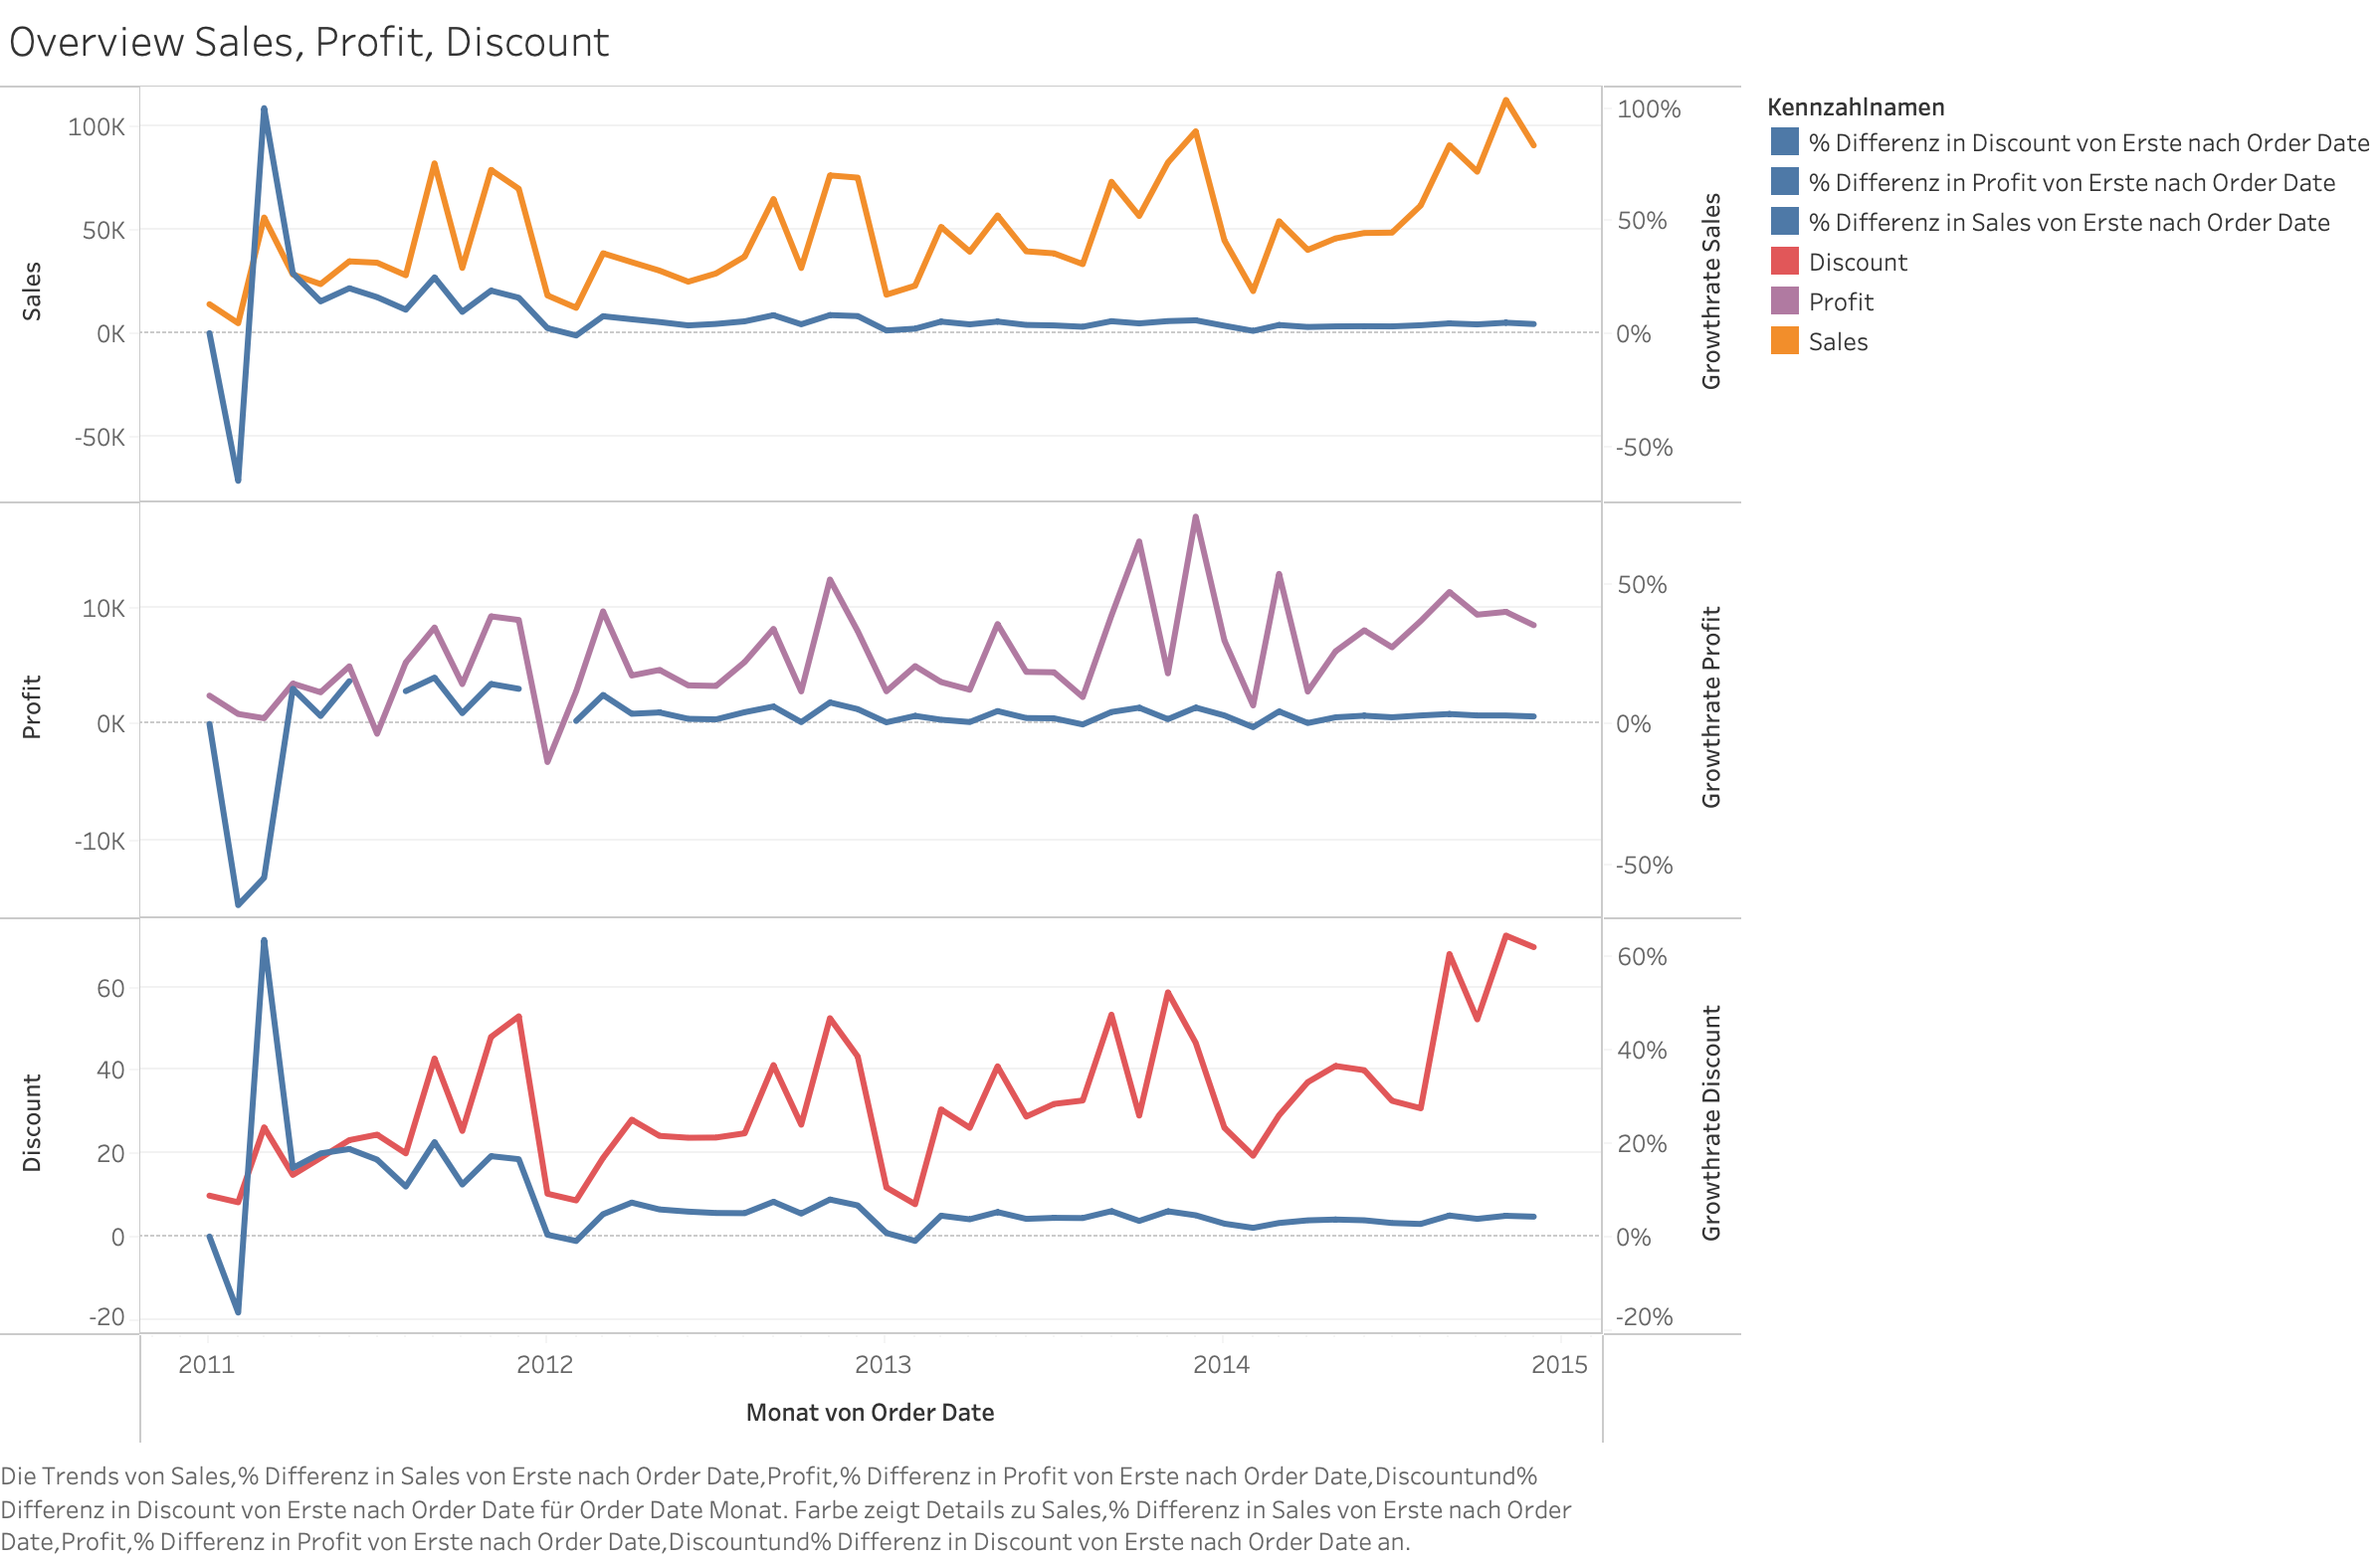 Overview Sales, Profit, Discount
Sales
100K
50K
0K
-50K
100%
50%
0%
-50%
Growthrate Sales
Profit
10K
0K
-10K
50%
0%
-50%
Growthrate Profit
Discount
60
40
20
0
-20
60%
40%
20%
0%
-20%
Growthrate Discount
2011
2012
2013
2014
2015
Monat von Order Date
Kennzahlnamen
% Differenz in Discount von Erste nach Order Date
% Differenz in Profit von Erste nach Order Date
% Differenz in Sales von Erste nach Order Date
Discount
Profit
Sales
Die Trends von Sales,% Differenz in Sales von Erste nach Order Date,Profit,% Differenz in Profit von Erste nach Order Date,Discountund%
Differenz in Discount von Erste nach Order Date für Order Date Monat. Farbe zeigt Details zu Sales,% Differenz in Sales von Erste nach Order
Date,Profit,% Differenz in Profit von Erste nach Order Date,Discountund% Differenz in Discount von Erste nach Order Date an.